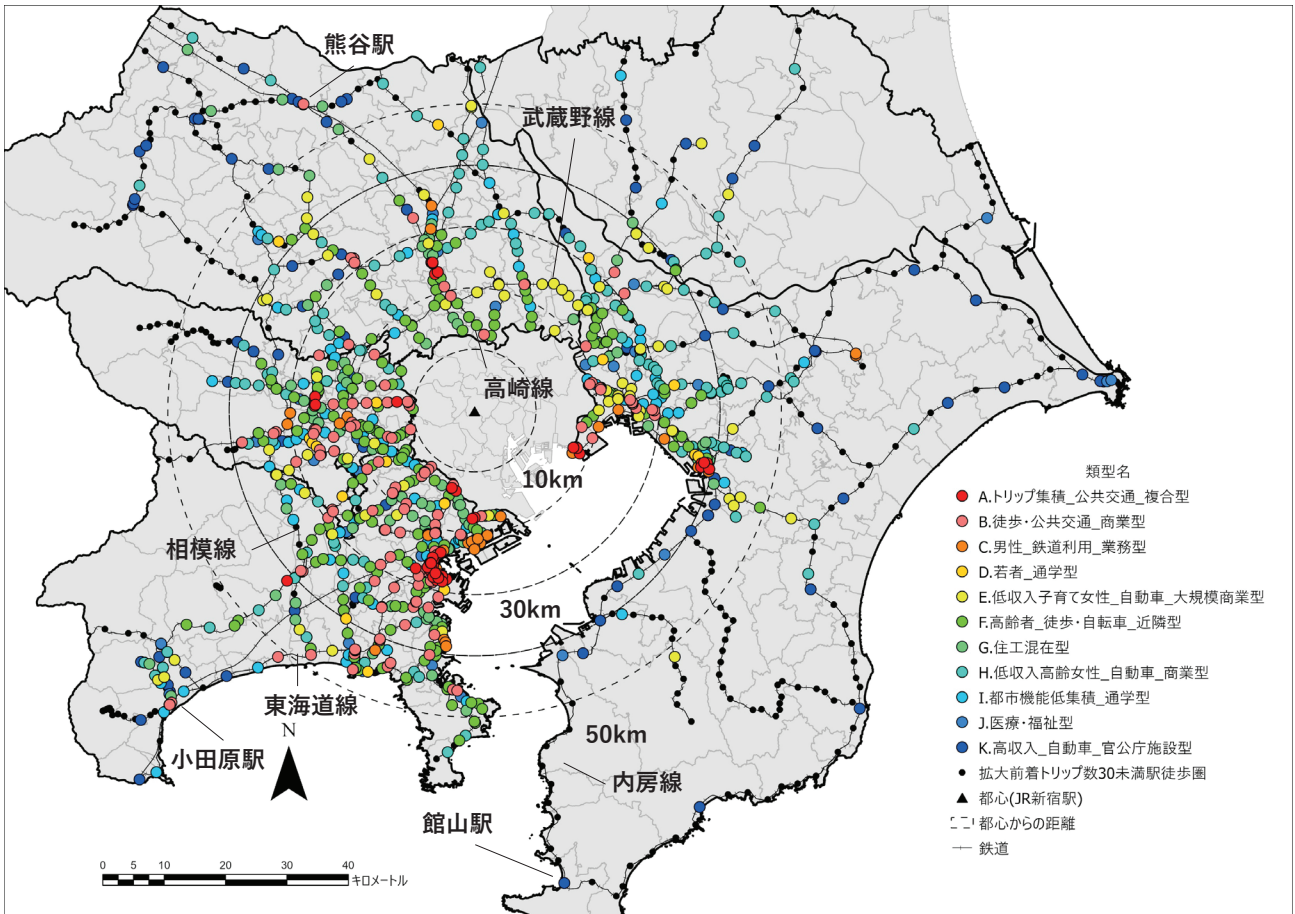 熊谷駅
武蔵野線
高崎線
10km
相模線
30km
東海道線
N
小田原駅
50km
内房線
館山駅
0 5 10 20 30 40
キロメートル
類型名
A.トリップ集積_公共交通_複合型
B.徒歩・公共交通_商業型
C.男性_鉄道利用_業務型
D.若者_通学型
E.低収入子育て女性_自動車_大規模商業型
F.高齢者_徒歩・自転車_近隣型
G.住工混在型
H.低収入高齢女性_自動車_商業型
I.都市機能低集積_通学型
J.医療・福祉型
K.高収入_自動車_官公庁施設型
拡大前着トリップ数30未満駅徒歩圏
都心(JR新宿駅)
都心からの距離
鉄道